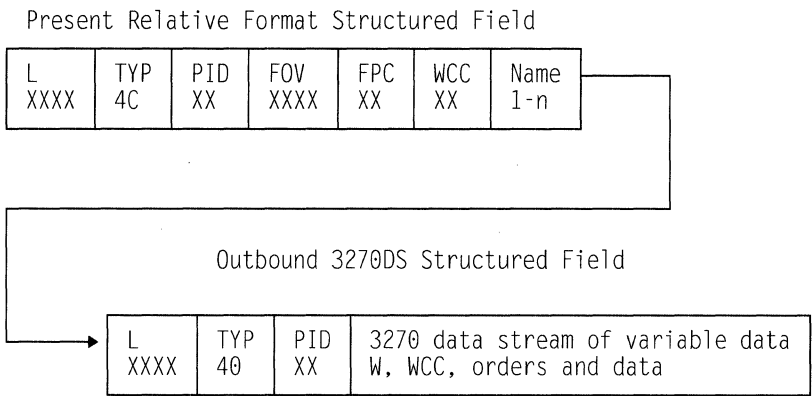 Present Relative Format Structured Field
L TYP PID FOV FPC WCC Name
XXXX 4C XX XXXX XX XX 1-n
Outbound 3270DS Structured Field
L TYP PID 3270 data stream of variable data
XXXX 40 XX W, WCC, orders and data